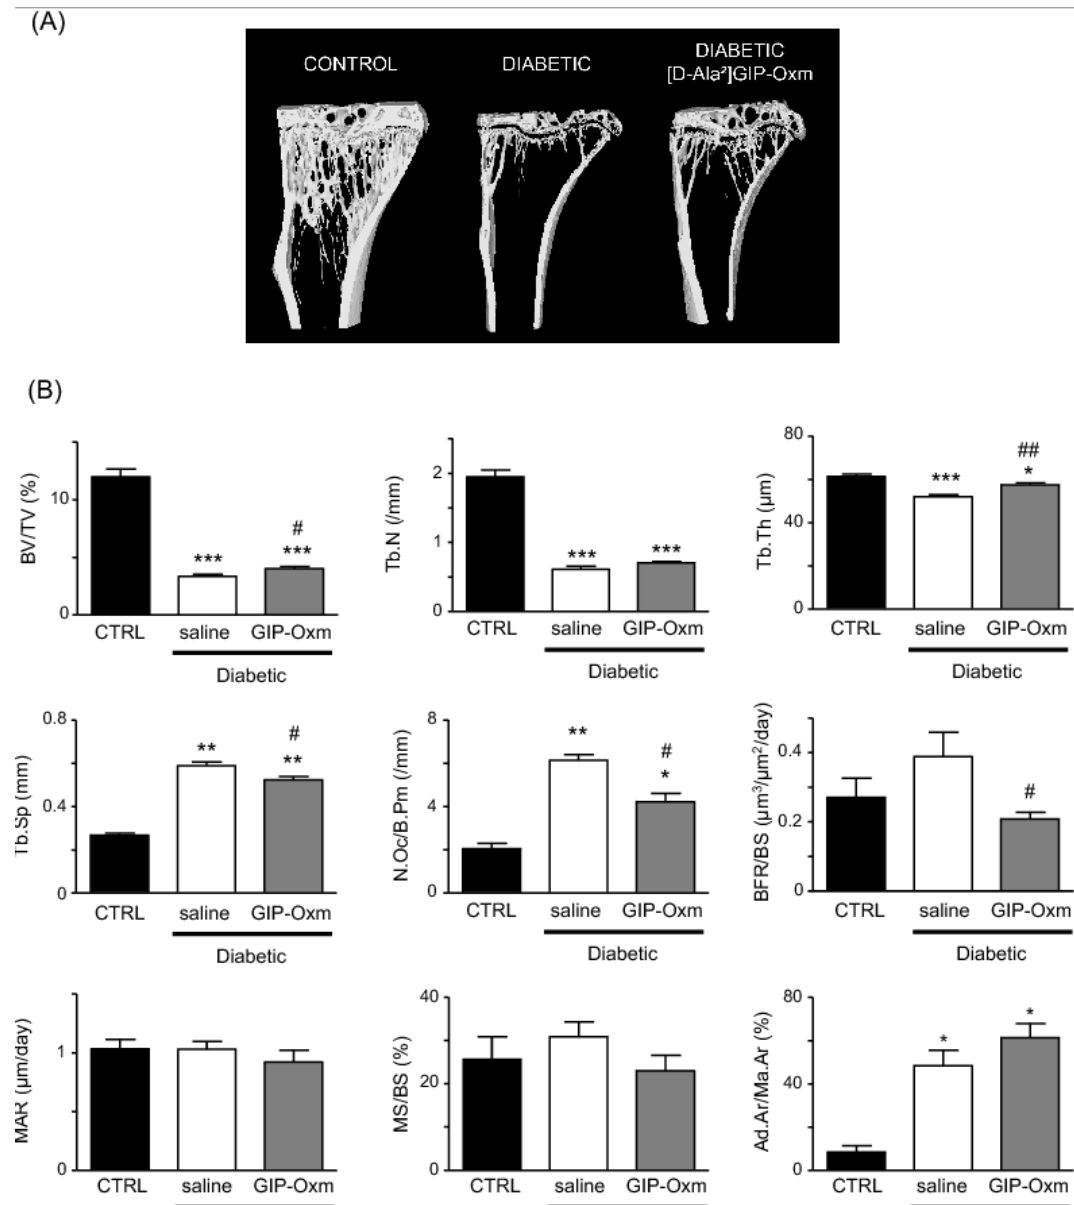 (A)
CONTROL
DIABETIC
DIABETIC
[D-Ala²]GIP-Oxm
(B)
BV/TV (%)
10
0
***
#
***
CTRL
saline
GIP-Oxm
Diabetic
Tb.N (/mm)
2
1
0
***
***
CTRL
saline
GIP-Oxm
Diabetic
Tb.Th (µm)
80
40
0
***
##
*
CTRL
saline
GIP-Oxm
Diabetic
Tb.Sp (mm)
0.8
0.4
0
**
#
**
CTRL
saline
GIP-Oxm
Diabetic
N.Oc/B.Pm (/mm)
8
4
0
**
#
*
CTRL
saline
GIP-Oxm
Diabetic
BFR/BS (µm³/µm²/day)
0.4
0.2
0
#
CTRL
saline
GIP-Oxm
Diabetic
MAR (µm/day)
1
0
CTRL
saline
GIP-Oxm
MS/BS (%)
40
20
0
CTRL
saline
GIP-Oxm
Ad.Ar/Ma.Ar (%)
80
40
0
*
*
CTRL
saline
GIP-Oxm